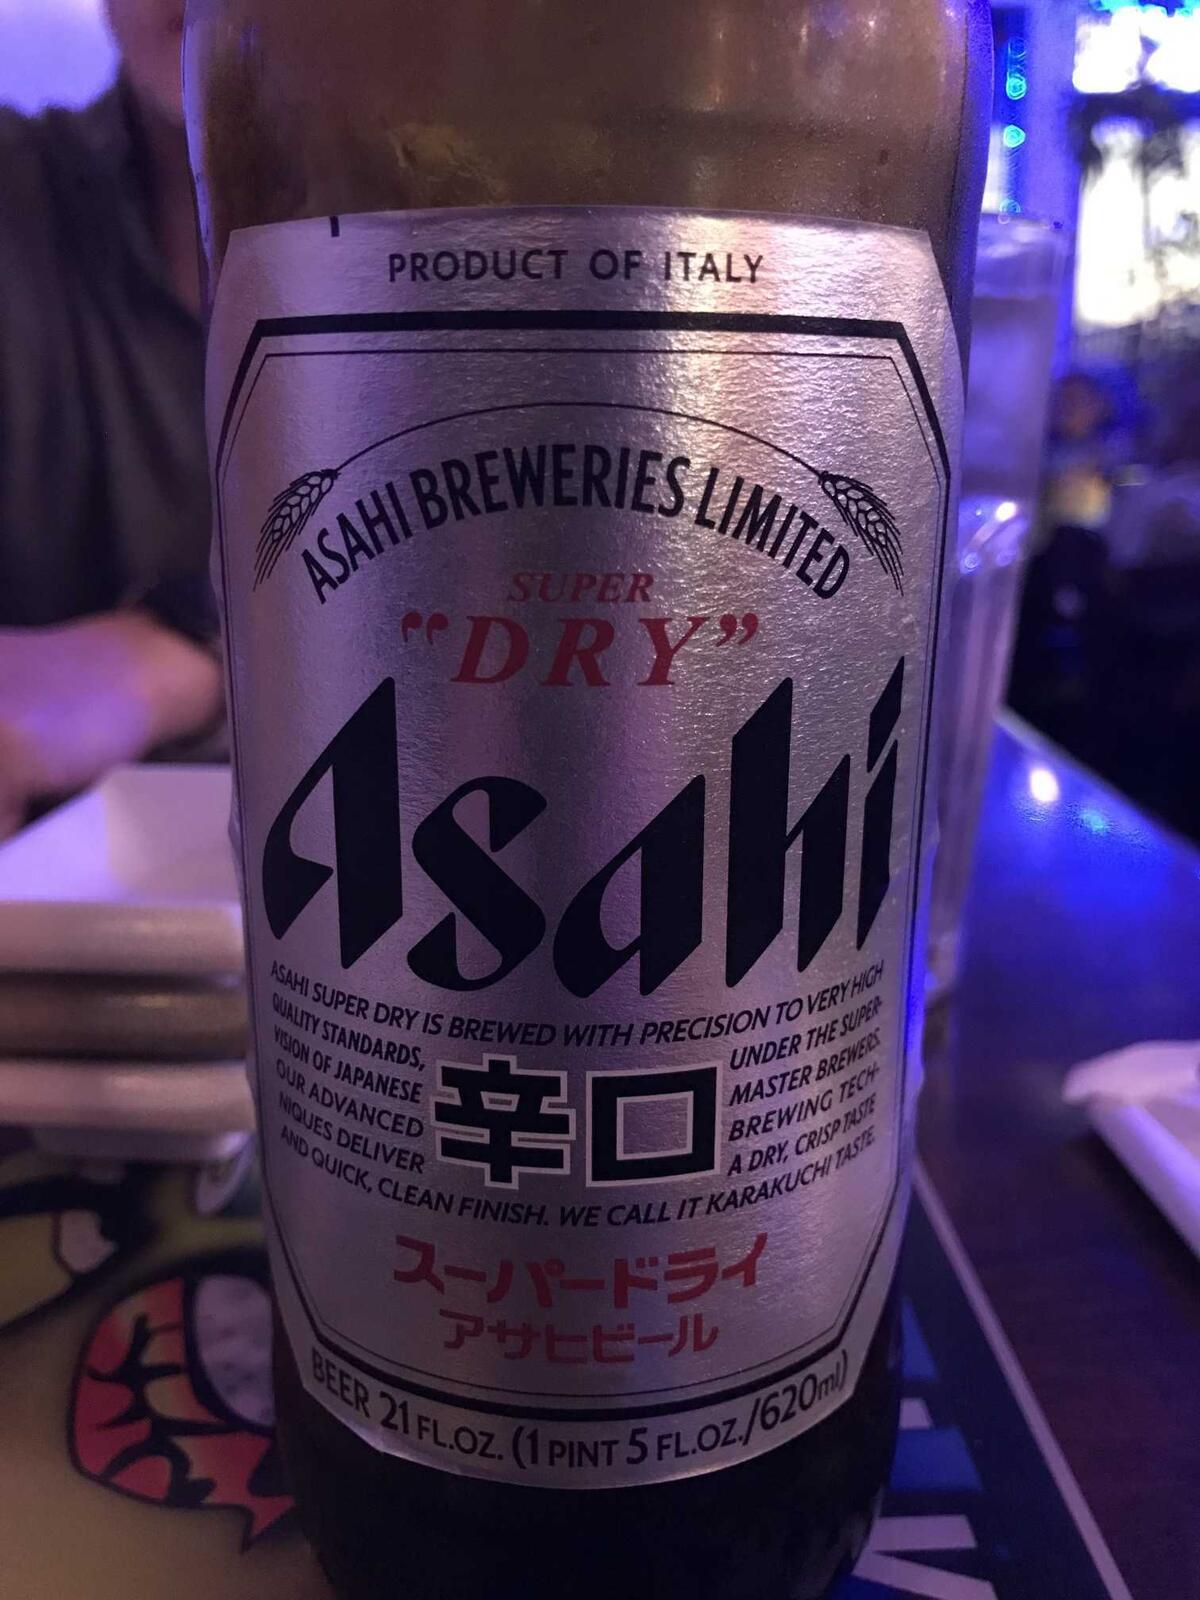 PRODUCT OF ITALY
ASAHI BREWERIES LIMITED
SUPER
"DRY"
Asahi
ASAHI SUPER DRY IS BREWED WITH PRECISION TO VERY HIGH
QUALITY STANDARDS, UNDER THE SUPER-
VISION OF JAPANESE MASTER BREWERS.
OUR ADVANCED BREWING TECH-
NIQUES DELIVER A DRY, CRISP TASTE
AND QUICK, CLEAN FINISH. WE CALL IT KARAKUCHI TASTE.
辛口
スーパードライ
アサヒビール
BEER 21 FL.OZ. (1 PINT 5 FL.OZ./620ml)